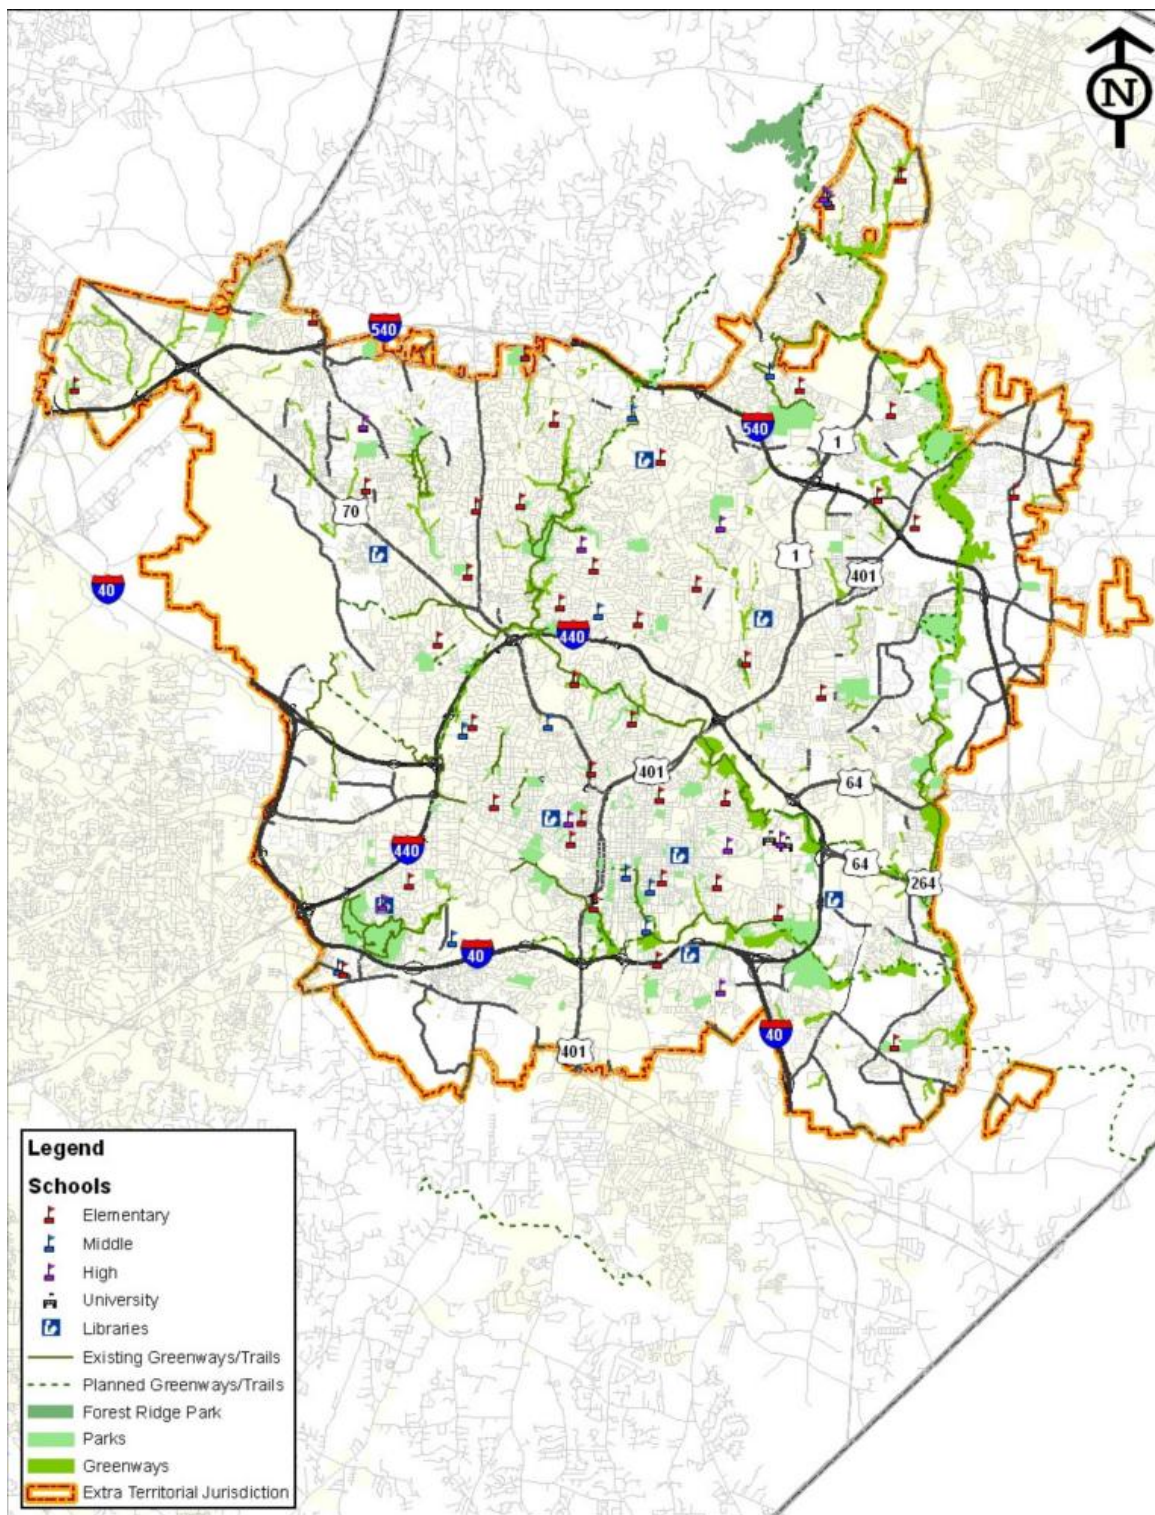 N
540
540
1
70
1
401
40
440
401
64
440
64
264
40
40
401
Legend
Schools
Elementary
Middle
High
University
Libraries
Existing Greenways/Trails
Planned Greenways/Trails
Forest Ridge Park
Parks
Greenways
Extra Territorial Jurisdiction